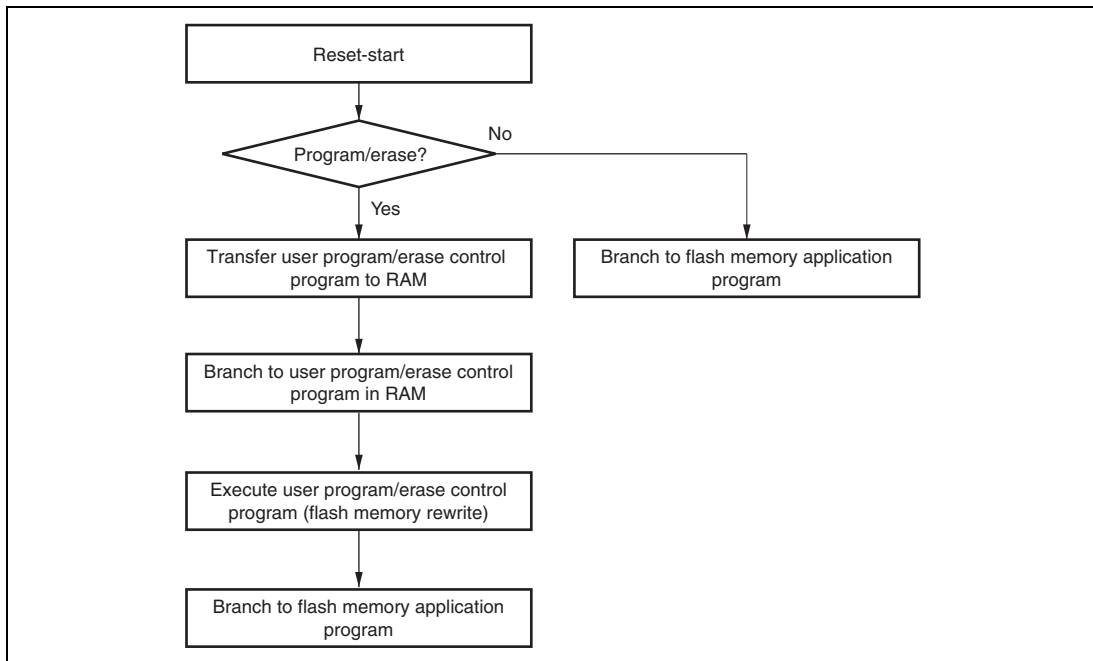 Reset-start
No
Program/erase?
Yes
Transfer user program/erase control
program to RAM
Branch to flash memory application
program
Branch to user program/erase control
program in RAM
Execute user program/erase control
program (flash memory rewrite)
Branch to flash memory application
program